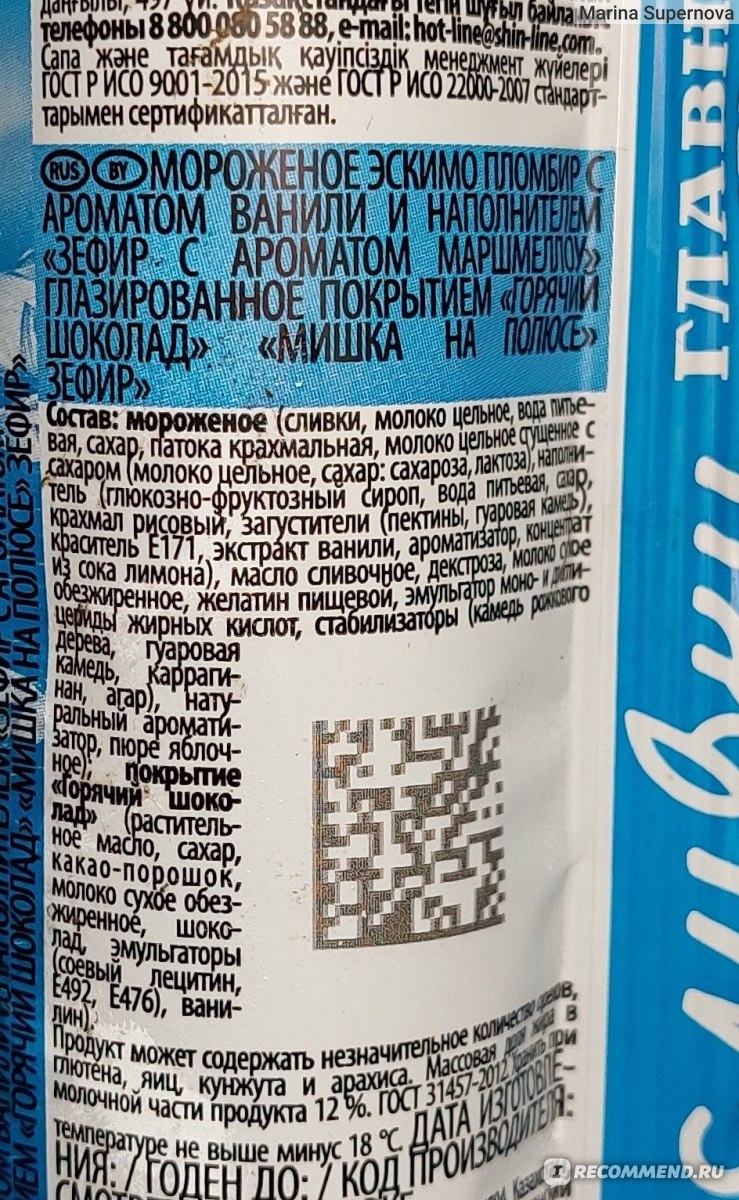 Marina Supernova
телефоны 8 800 080 58 88, e-mail: hot-line@shin-line.com.
Сапа және тағамдық қауіпсіздік менеджмент жүйелері
ГОСТ Р ИСО 9001-2015 және ГОСТ Р ИСО 22000-2007 стандарт-
тарымен сертификатталған.
RUS BY МОРОЖЕНОЕ ЭСКИМО ПЛОМБИР С
АРОМАТОМ ВАНИЛИ И НАПОЛНИТЕЛЕМ
«ЗЕФИР С АРОМАТОМ МАРШМЕЛЛОУ»
ГЛАЗИРОВАННОЕ ПОКРЫТИЕМ «ГОРЯЧИЙ
ШОКОЛАД» «МИШКА НА ПОЛЮСЕ»
ЗЕФИР»
Состав: мороженое (сливки, молоко цельное, вода питье-
вая, сахар, патока крахмальная, молоко цельное сгущенное с
сахаром (молоко цельное, сахар: сахароза, лактоза), наполни-
тель (глюкозно-фруктозный сироп, вода питьевая, сахар,
крахмал рисовый, загустители (пектины, гуаровая камедь),
краситель Е171, экстракт ванили, ароматизатор, концентрат
из сока лимона), масло сливочное, декстроза, молоко сухое
обезжиренное, желатин пищевой, эмульгатор моно- и дигли-
цериды жирных кислот, стабилизаторы (камедь рожкового
дерева, гуаровая
камедь, каррагинан,
нан, агар), нату-
ральный аромати-
затор, пюре яблоч-
ное), покрытие
«Горячий шоко-
лад» (раститель-
ное масло, сахар,
какао-порошок,
молоко сухое обез-
жиренное, шоко-
лад, эмульгаторы
(соевый лецитин,
Е492, Е476), вани-
лин).
Продукт может содержать незначительное количество орехов,
глютена, яиц, кунжута и арахиса. Массовая доля жира в
молочной части продукта 12 %. ГОСТ 31457-2012 Хранить при
температуре не выше минус 18 °С. ДАТА ИЗГОТОВЛЕ-
НИЯ: / ГОДЕН ДО: / КОД ПРОИЗВОДИТЕЛЯ:
«ГОРЯЧИЙ ШОКОЛАД» «МИШКА НА ПОЛЮСЕ» ЗЕФИР»
ГЛАВН
IRECOMMEND.RU